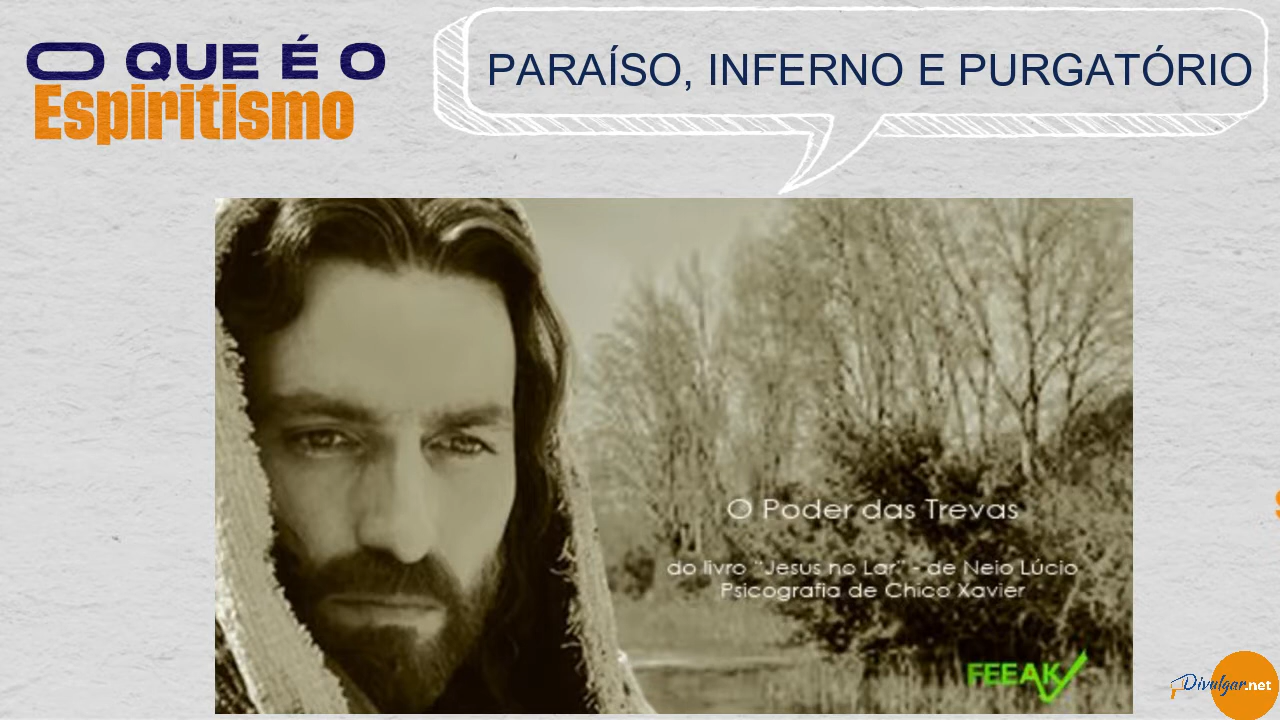 O QUE É O
Espiritismo
PARAÍSO, INFERNO E PURGATÓRIO
O Poder das Trevas
do livro "Jesus no Lar" - de Neio Lúcio
Psicografia de Chico Xavier
FEEAK
Divulgar.net